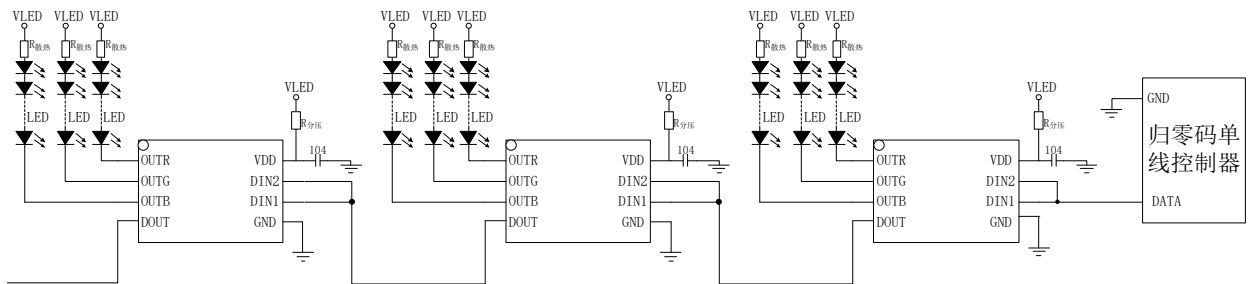 VLED VLED VLED
R散热 R散热 R散热
LED LED LED
VLED
R分压
104
OUTR VDD
OUTG DIN2
OUTB DIN1
DOUT GND
VLED VLED VLED
R散热 R散热 R散热
LED LED LED
VLED
R分压
104
OUTR VDD
OUTG DIN2
OUTB DIN1
DOUT GND
VLED VLED VLED
R散热 R散热 R散热
LED LED LED
VLED
R分压
104
OUTR VDD
OUTG DIN2
OUTB DIN1
DOUT GND
GND
归零码单
线控制器
DATA